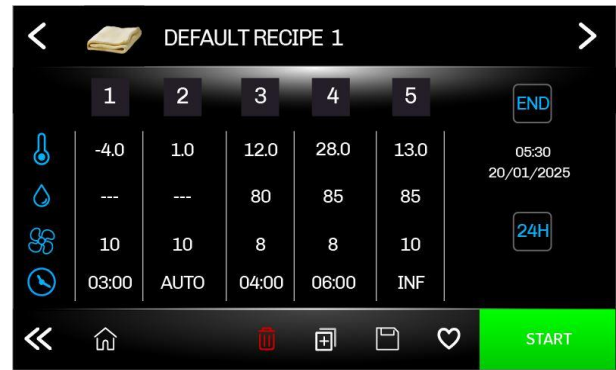 DEFAULT RECIPE 1
1 2 3 4 5 END
-4.0 1.0 12.0 28.0 13.0 05:30
20/01/2025
--- --- 80 85 85
10 10 8 8 10 24H
03:00 AUTO 04:00 06:00 INF
START